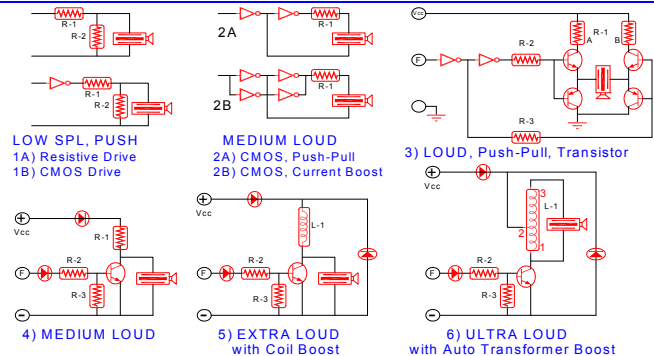 R-1
R-2
R-1
R-2
LOW SPL, PUSH
1A) Resistive Drive
1B) CMOS Drive
2A
R-1
2B
R-1
MEDIUM LOUD
2A) CMOS, Push-Pull
2B) CMOS, Current Boost
Vcc
R-1
A
B
R-2
F
R-3
3) LOUD, Push-Pull, Transistor
+
Vcc
R-1
F
R-2
R-3
4) MEDIUM LOUD
+
Vcc
L-1
F
R-2
R-3
5) EXTRA LOUD
with Coil Boost
+
Vcc
3
L-1
2
1
F
R-2
R-3
6) ULTRA LOUD
with Auto Transformer Boost